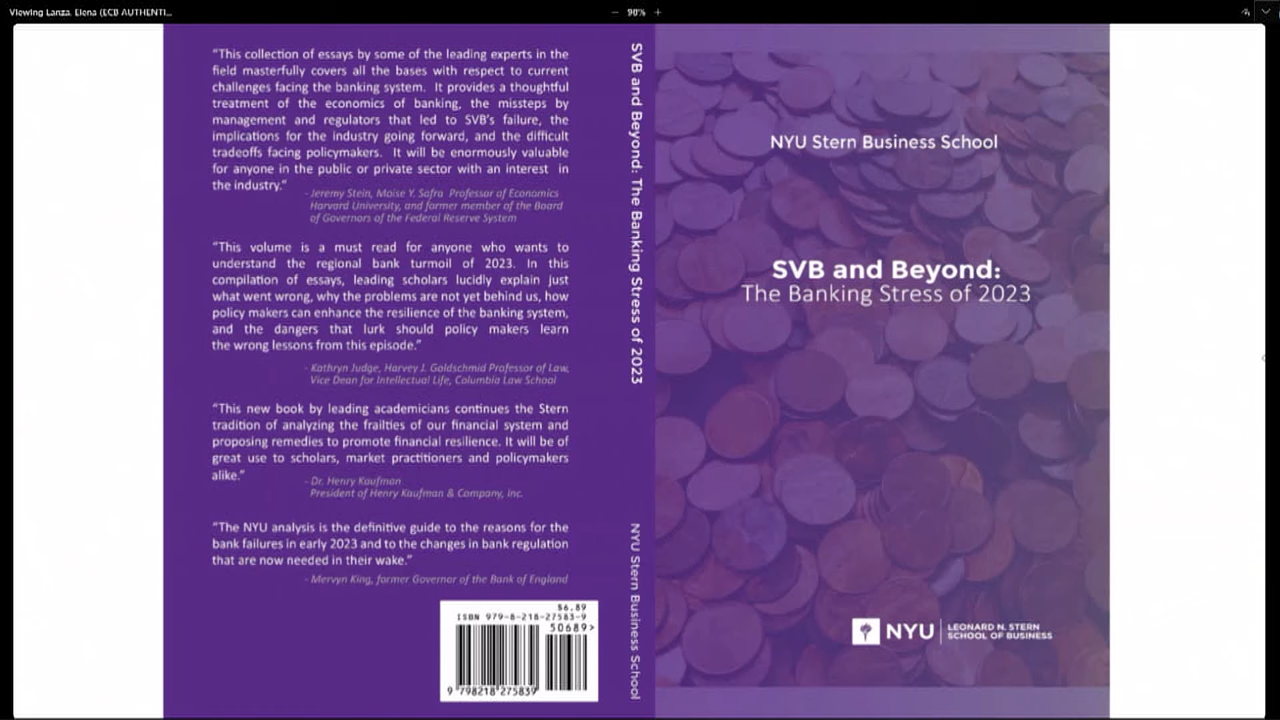 Viewing Lanza, Elena (ECB AUTHENTI...
90%
"This collection of essays by some of the leading experts in the
field masterfully covers all the bases with respect to current
challenges facing the banking system. It provides a thoughtful
treatment of the economics of banking, the missteps by
management and regulators that led to SVB's failure, the
implications for the industry going forward, and the difficult
tradeoffs facing policymakers. It will be enormously valuable
for anyone in the public or private sector with an interest in
the industry."
- Jeremy Stein, Moise Y. Safra Professor of Economics
Harvard University, and former member of the Board
of Governors of the Federal Reserve System
"This volume is a must read for anyone who wants to
understand the regional bank turmoil of 2023. In this
compilation of essays, leading scholars lucidly explain just
what went wrong, why the problems are not yet behind us, how
policy makers can enhance the resilience of the banking system,
and the dangers that lurk should policy makers learn
the wrong lessons from this episode."
- Kathryn Judge, Harvey J. Goldschmid Professor of Law,
Vice Dean for Intellectual Life, Columbia Law School
"This new book by leading academicians continues the Stern
tradition of analyzing the frailties of our financial system and
proposing remedies to promote financial resilience. It will be of
great use to scholars, market practitioners and policymakers
alike."
- Dr. Henry Kaufman
President of Henry Kaufman & Company, Inc.
"The NYU analysis is the definitive guide to the reasons for the
bank failures in early 2023 and to the changes in bank regulation
that are now needed in their wake."
- Mervyn King, former Governor of the Bank of England
$6.89
ISBN 979-8-218-27583-9
50689>
9 798218 275839
SVB and Beyond: The Banking Stress of 2023
NYU Stern Business School
NYU Stern Business School
SVB and Beyond:
The Banking Stress of 2023
NYU
LEONARD N. STERN
SCHOOL OF BUSINESS